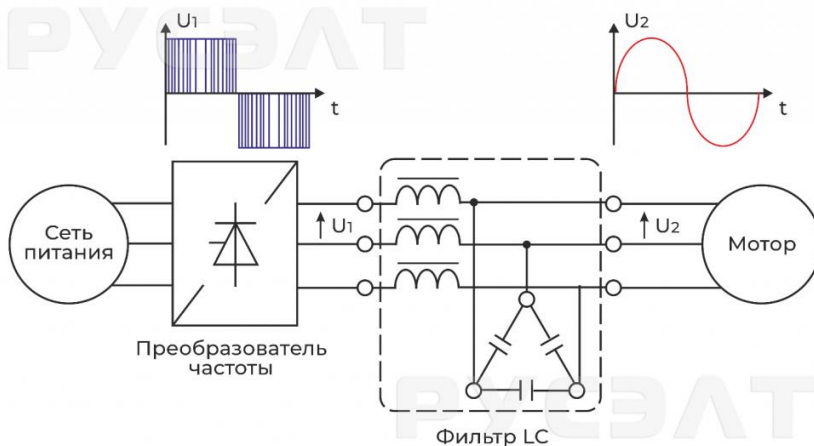 РУСЭЛТ
U1
t
U2
t
Сеть
питания
U1
U2
Мотор
Преобразователь
частоты
РУСЭЛТ
Фильтр LC